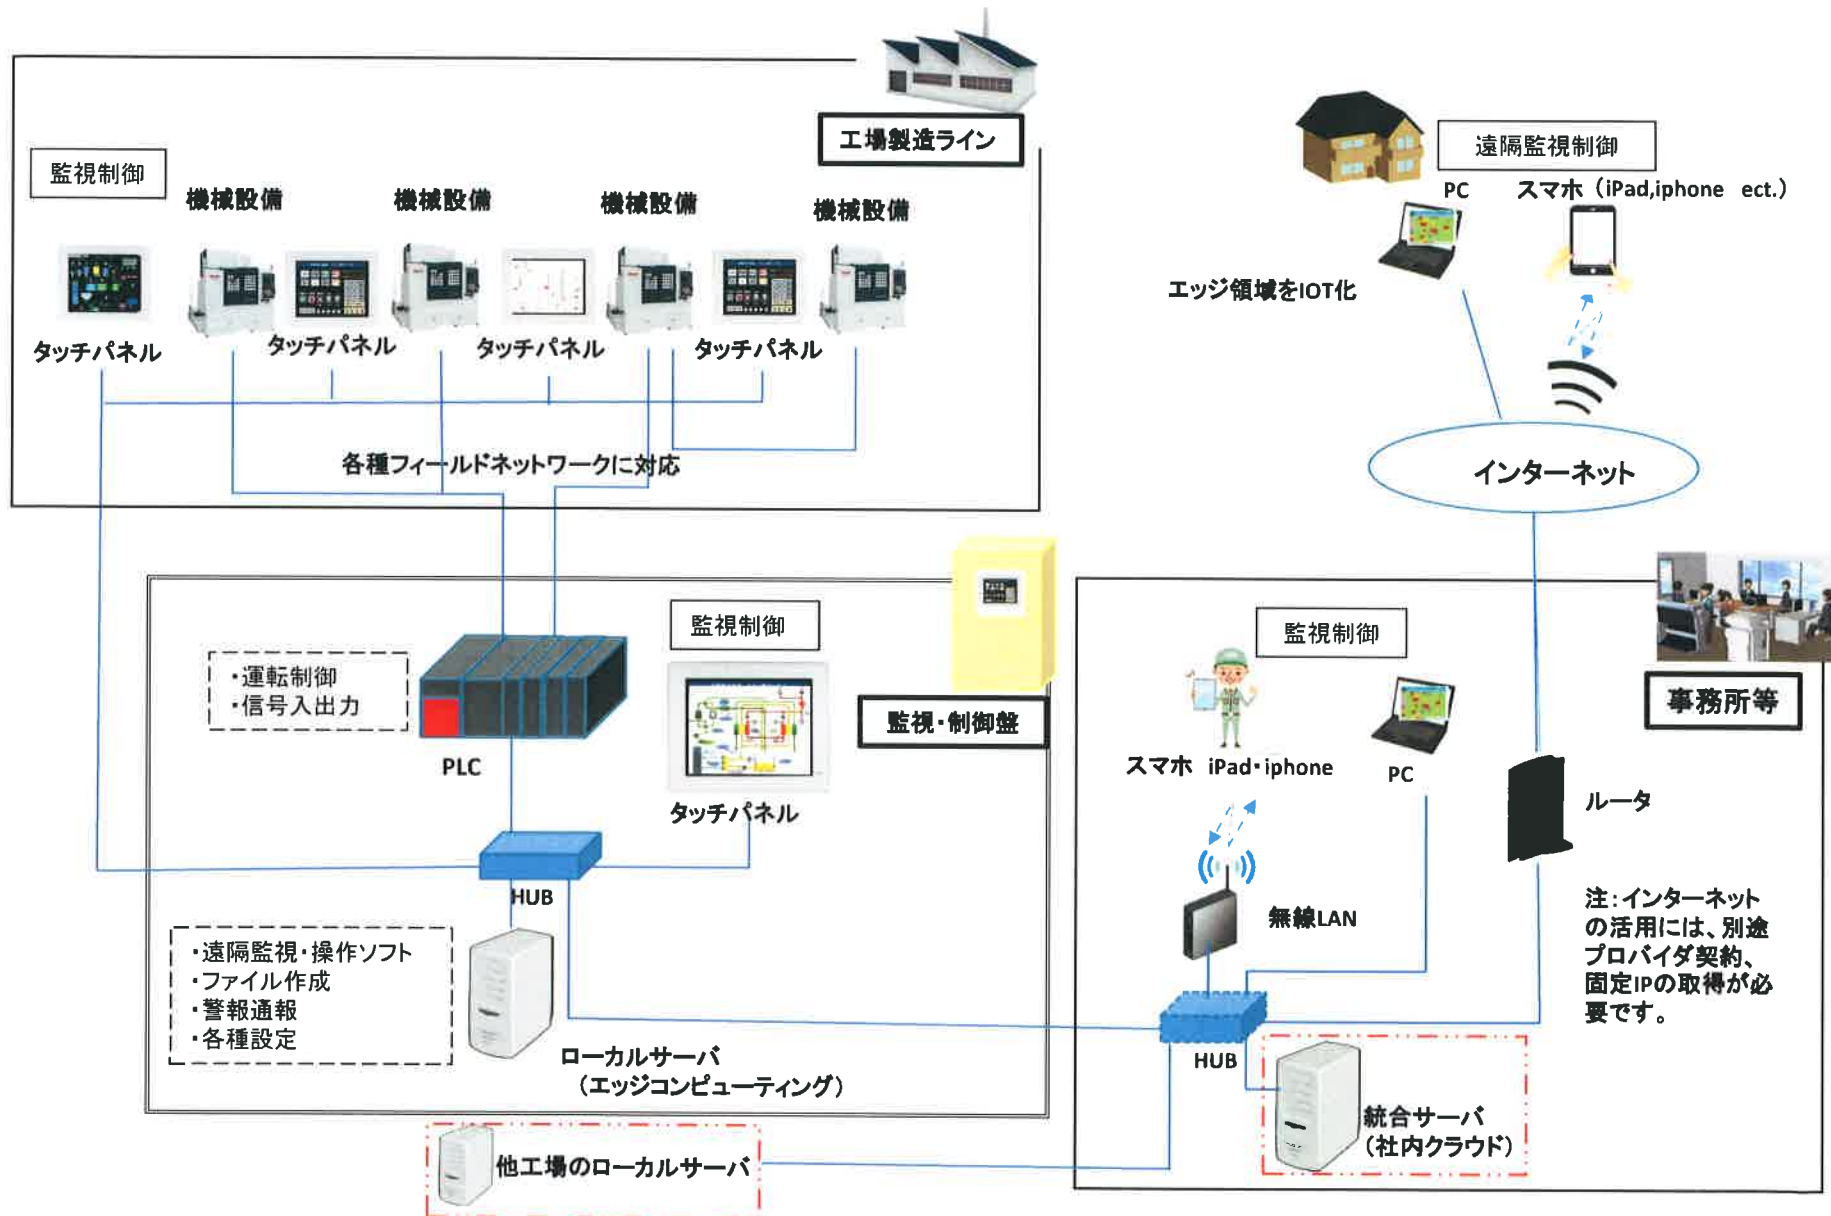 工場製造ライン
監視制御
機械設備
機械設備
機械設備
機械設備
タッチパネル
タッチパネル
タッチパネル
タッチパネル
各種フィールドネットワークに対応
遠隔監視制御
PC
スマホ（iPad,iphone ect.）
エッジ領域をIOT化
インターネット
監視制御
・運転制御
・信号入出力
PLC
監視・制御盤
タッチパネル
HUB
・遠隔監視・操作ソフト
・ファイル作成
・警報通報
・各種設定
ローカルサーバ
（エッジコンピューティング）
他工場のローカルサーバ
監視制御
事務所等
スマホ iPad・iphone
PC
ルータ
無線LAN
注：インターネット
の活用には、別途
プロバイダ契約、
固定IPの取得が必
要です。
HUB
統合サーバ
（社内クラウド）